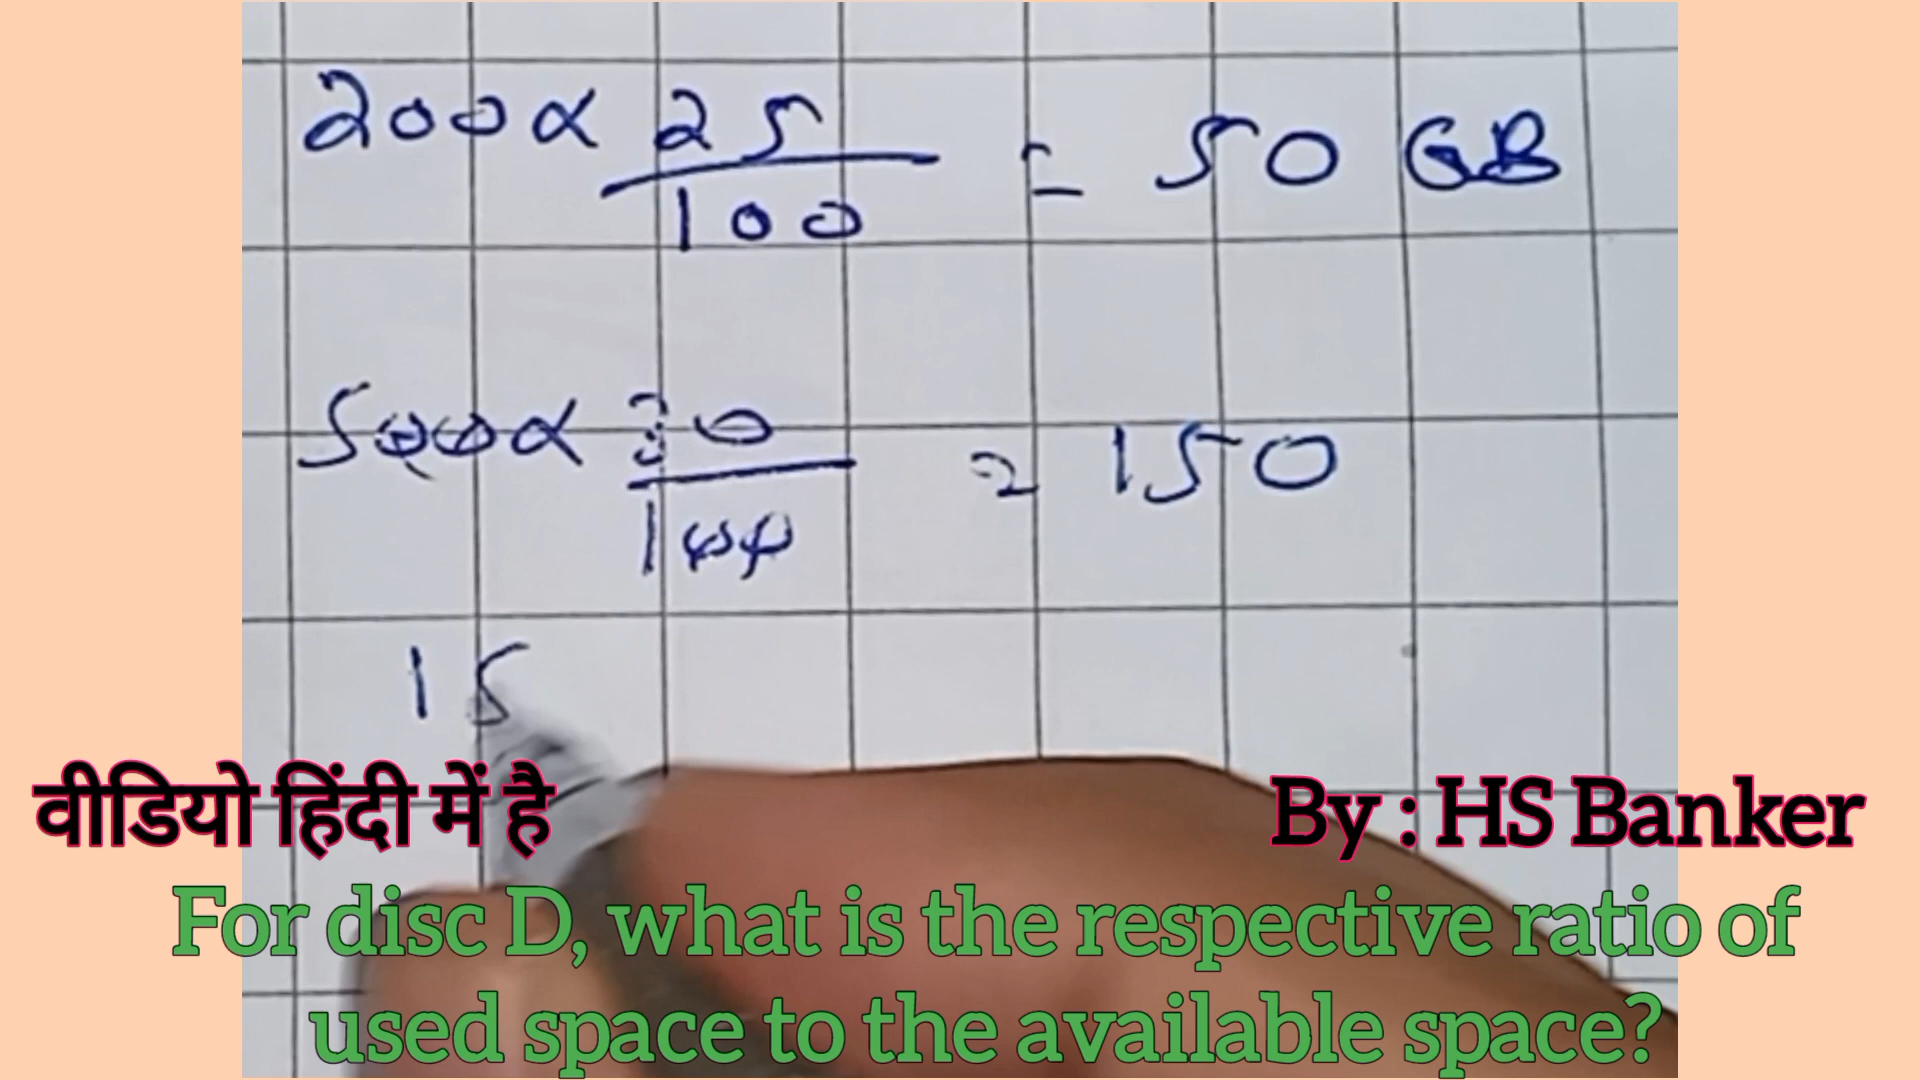 200 x 25
100
= 50 GB
500 x 30
100
= 150
15
वीडियो हिंदी में है
By : HS Banker
For disc D, what is the respective ratio of
used space to the available space?